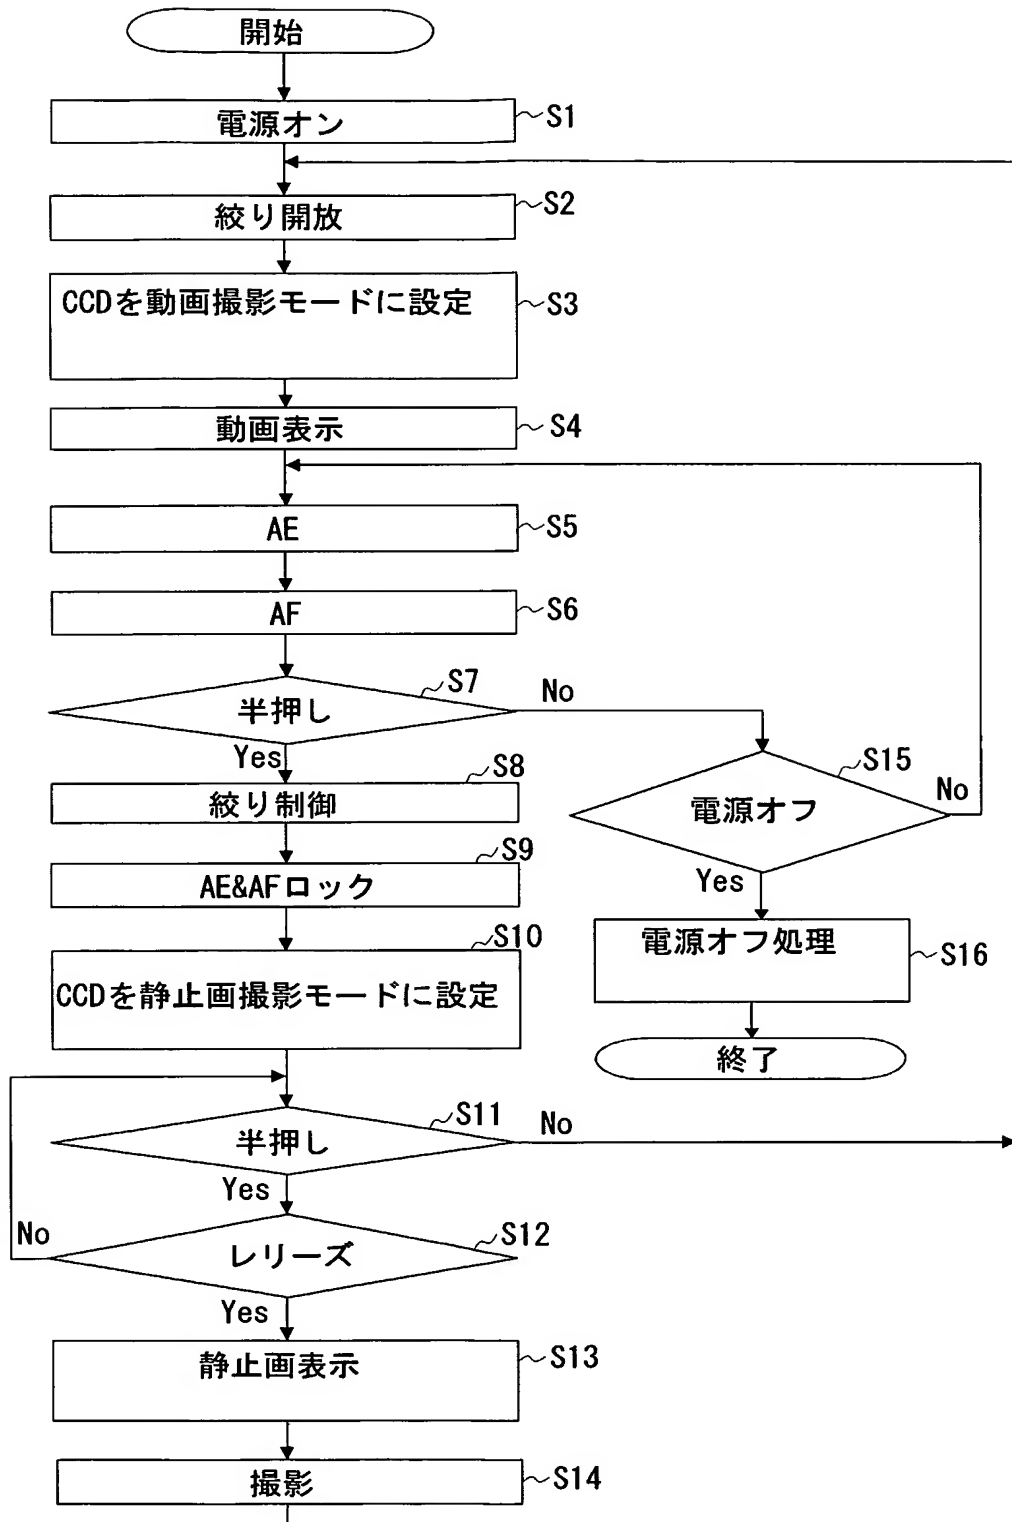 開始
電源オン
S1
絞り開放
S2
CCDを動画撮影モードに設定
S3
動画表示
S4
AE
S5
AF
S6
半押し
S7
No
Yes
絞り制御
S8
電源オフ
S15
No
Yes
AE&AFロック
S9
電源オフ処理
S16
CCDを静止画撮影モードに設定
S10
終了
半押し
S11
No
Yes
レリーズ
S12
No
Yes
静止画表示
S13
撮影
S14